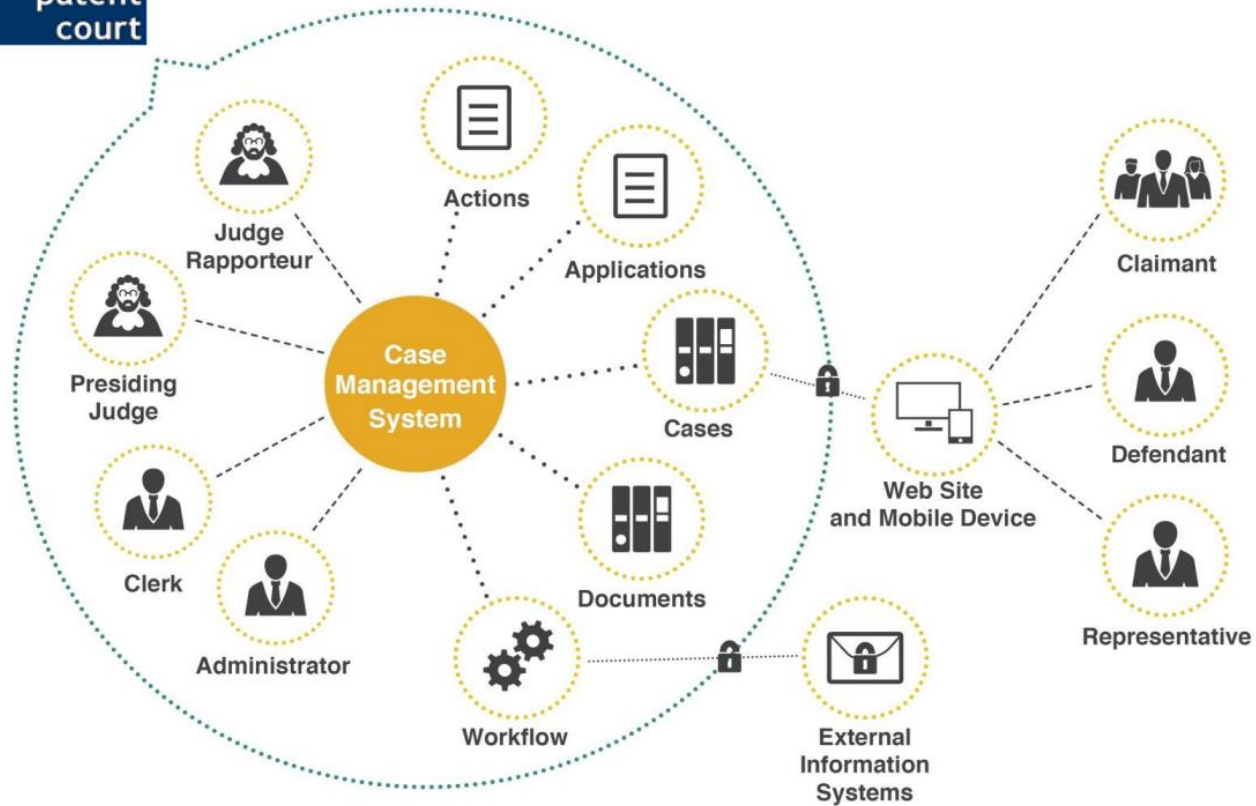 patent
court
Actions
Applications
Judge
Rapporteur
Claimant
Case
Management
System
Presiding
Judge
Cases
Defendant
Web Site
and Mobile Device
Clerk
Documents
Administrator
Representative
Workflow
External
Information
Systems